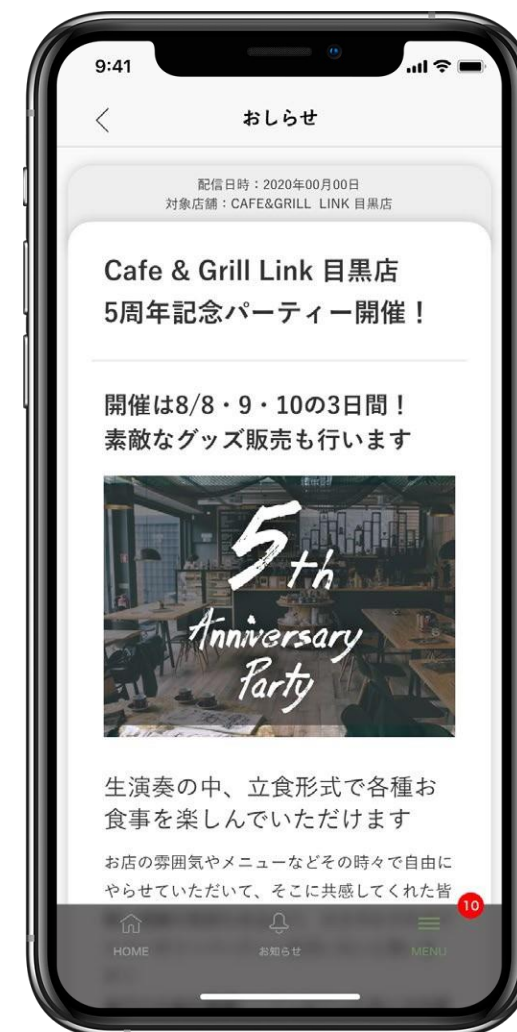 9:41
おしらせ
配信日時：2020年00月00日
対象店舗：CAFE&GRILL LINK 目黒店
Cafe & Grill Link 目黒店
5周年記念パーティー開催！
開催は8/8・9・10の3日間！
素敵なグッズ販売も行います
5th
Anniversary
Party
生演奏の中、立食形式で各種お
食事を楽しんでいただけます
お店の雰囲気やメニューなどその時々で自由に
やらせていただいて、そこに共感してくれた皆
10
HOME
お知らせ
MENU